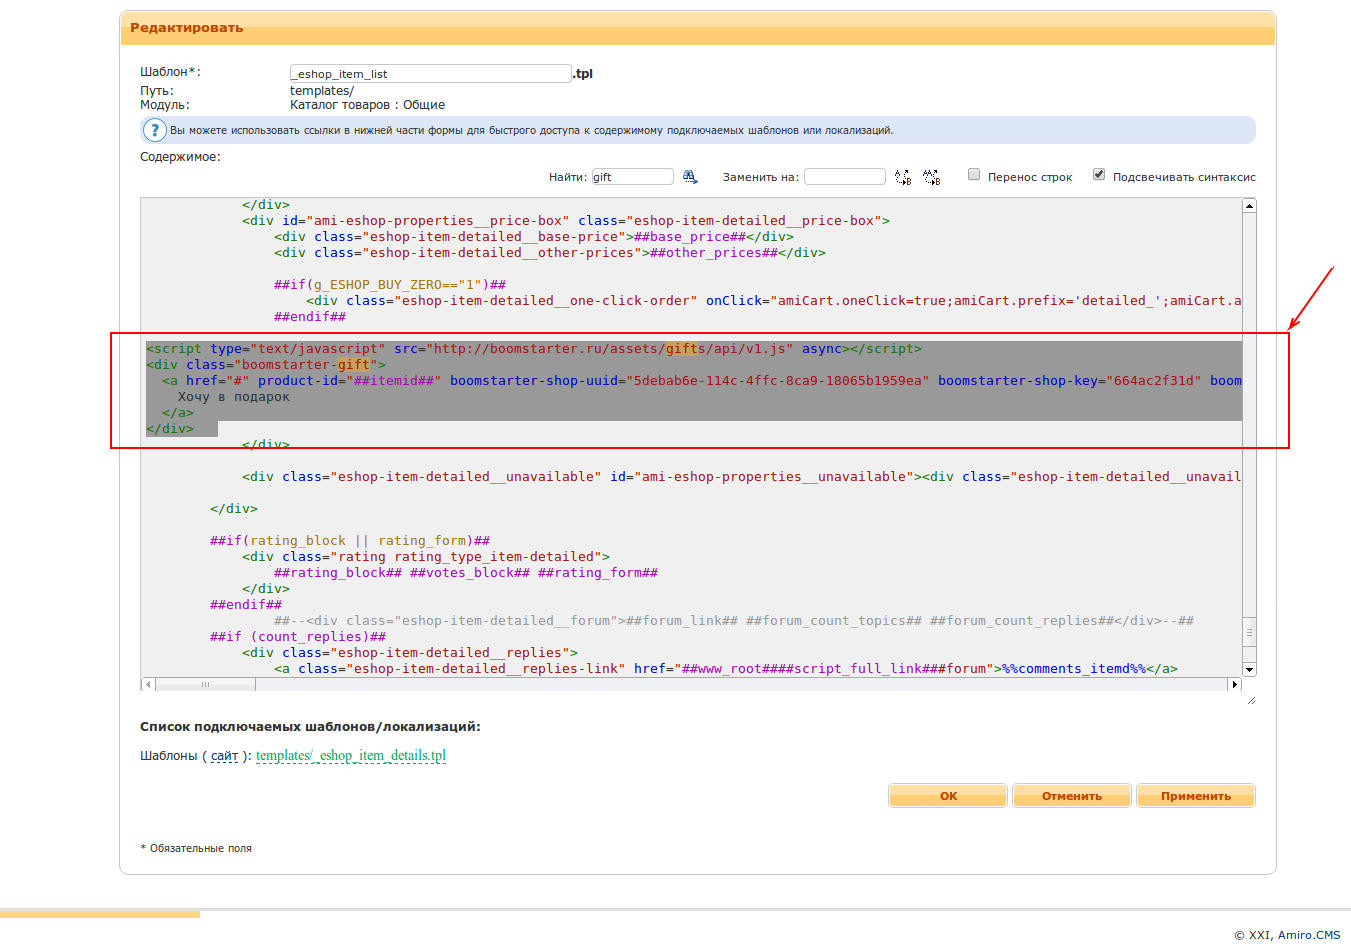 Редактировать
Шаблон*: _eshop_item_list .tpl
Путь: templates/
Модуль: Каталог товаров : Общие
? Вы можете использовать ссылки в нижней части формы для быстрого доступа к содержимому подключаемых шаблонов или локализаций.
Содержимое:
Найти: gift Заменить на: Перенос строк Подсвечивать синтаксис
</div>
<div id="ami-eshop-properties__price-box" class="eshop-item-detailed__price-box">
<div class="eshop-item-detailed__base-price">##base_price##</div>
<div class="eshop-item-detailed__other-prices">##other_prices##</div>
##if(g_ESHOP_BUY_ZERO=="1")##
<div class="eshop-item-detailed__one-click-order" onClick="amiCart.oneClick=true;amiCart.prefix='detailed_';amiCart.a
##endif##
<script type="text/javascript" src="http://boomstarter.ru/assets/gifts/api/v1.js" async></script>
<div class="boomstarter-gift">
<a href="#" product-id="##itemid##" boomstarter-shop-uuid="5debab6e-114c-4ffc-8ca9-18065b1959ea" boomstarter-shop-key="664ac2f31d" boom
Хочу в подарок
</a>
</div>
</div>
<div class="eshop-item-detailed__unavailable" id="ami-eshop-properties__unavailable"><div class="eshop-item-detailed__unavail
</div>
##if(rating_block || rating_form)##
<div class="rating rating_type_item-detailed">
##rating_block## ##votes_block## ##rating_form##
</div>
##endif##
##--<div class="eshop-item-detailed__forum">##forum_link## ##forum_count_topics## ##forum_count_replies##</div>--##
##if (count_replies)##
<div class="eshop-item-detailed__replies">
<a class="eshop-item-detailed__replies-link" href="##www_root####script_full_link###forum">%%comments_itemd%%</a>
Список подключаемых шаблонов/локализаций:
Шаблоны ( сайт ): templates/_eshop_item_details.tpl
ОК Отменить Применить
* Обязательные поля
© XXI, Amiro.CMS